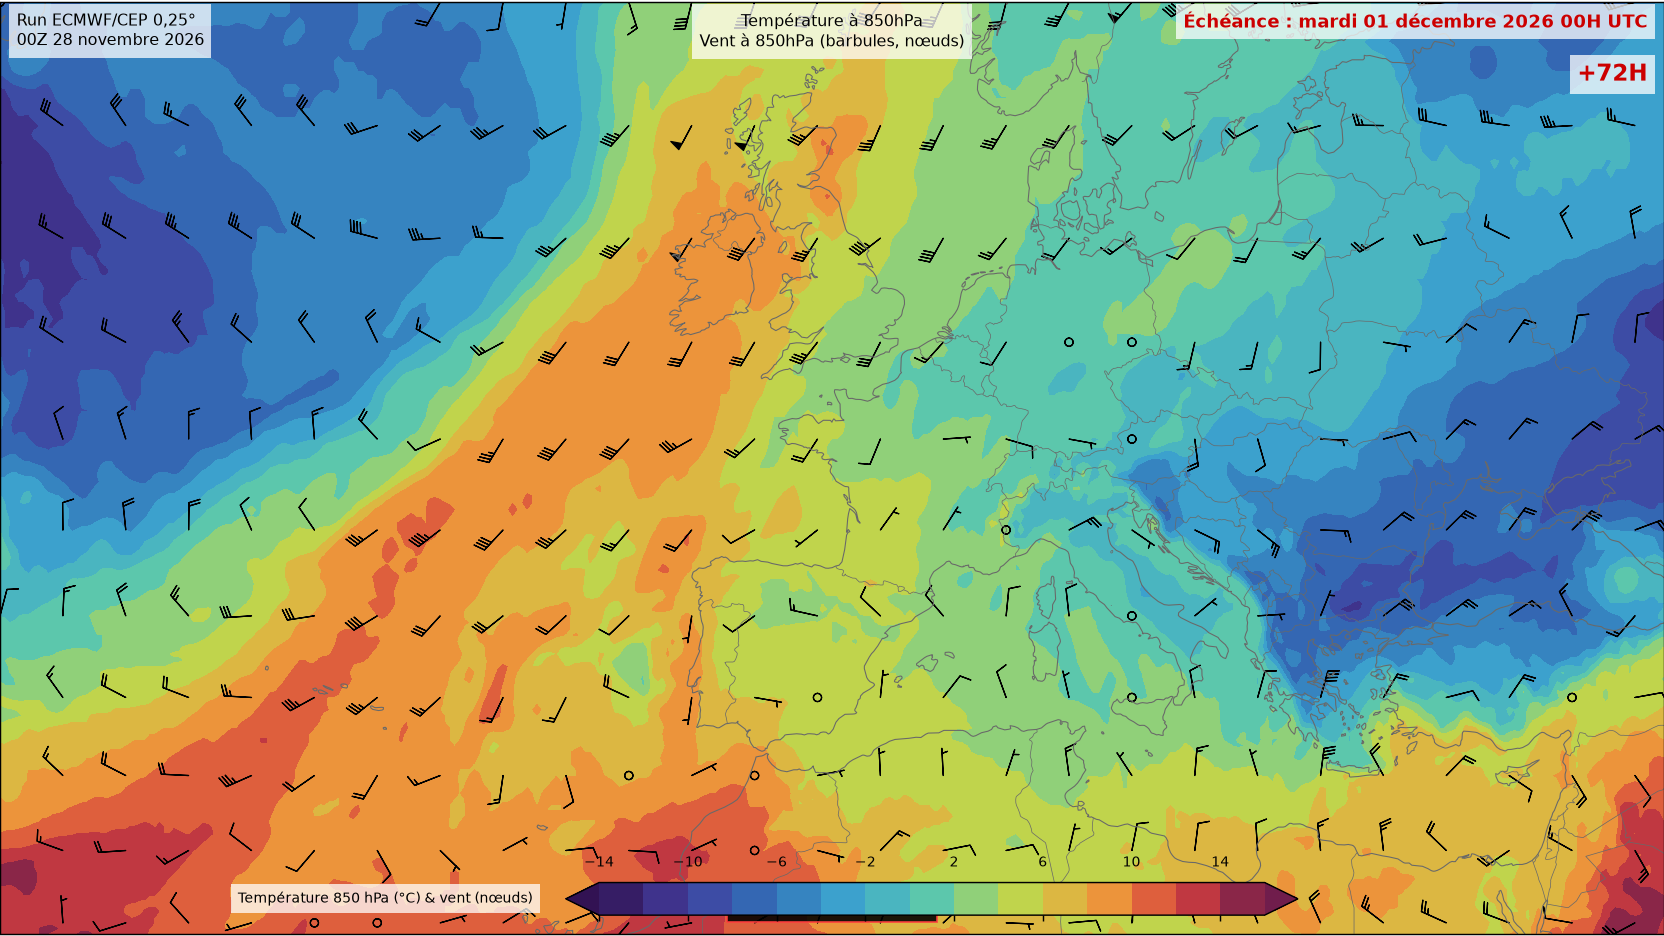 Run ECMWF/CEP 0,25°
00Z 28 novembre 2026
Température à 850hPa
Vent à 850hPa (barbules, nœuds)
Échéance : mardi 01 décembre 2026 00H UTC
+72H
−14 −10 −6 −2 2 6 10 14
Température 850 hPa (°C) & vent (nœuds)